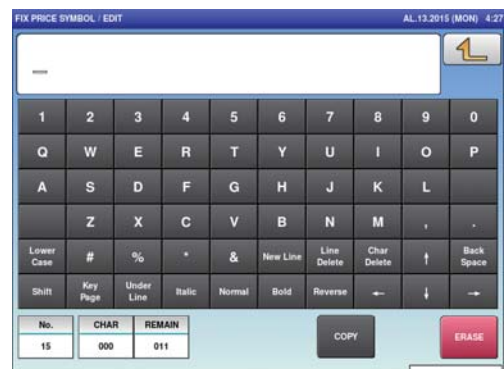 FIX PRICE SYMBOL / EDIT AL.13.2015 (MON) 4:27
1 2 3 4 5 6 7 8 9 0
Q W E R T Y U I O P
A S D F G H J K L
Z X C V B N M , .
Lower Case # % * & New Line Line Delete Char Delete ↑ Back Space
Shift Key Page Under Line Italic Normal Bold Reverse ← ↓ →
No. CHAR REMAIN COPY ERASE
15 000 011